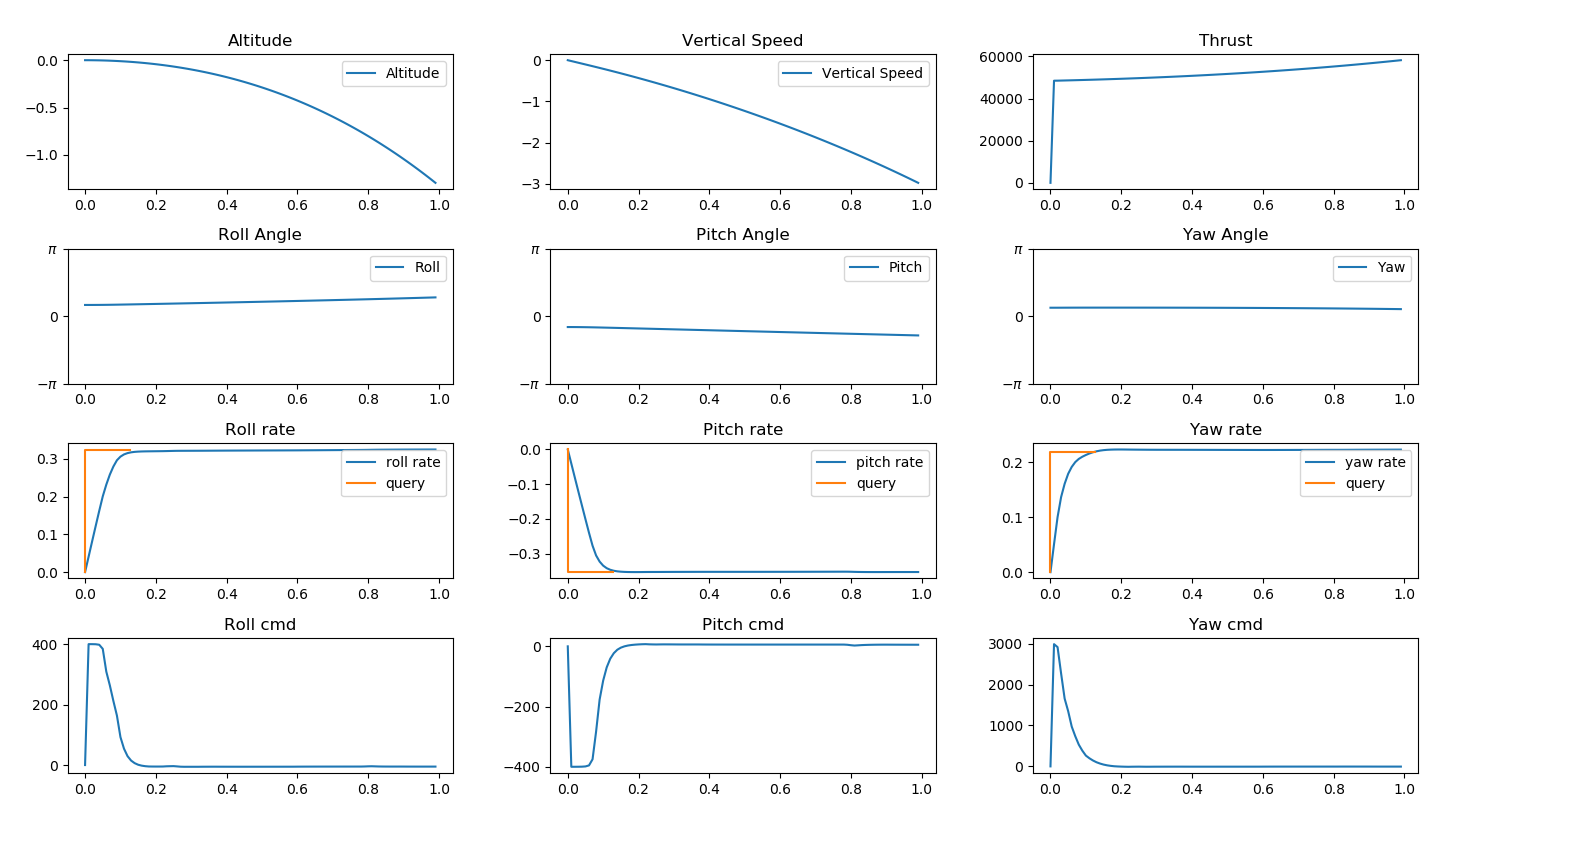 Altitude Vertical Speed Thrust
0.0 −0.5 −1.0 Altitude 0 −1 −2 −3 Vertical Speed 60000 40000 20000 0
0.0 0.2 0.4 0.6 0.8 1.0 0.0 0.2 0.4 0.6 0.8 1.0 0.0 0.2 0.4 0.6 0.8 1.0
Roll Angle Pitch Angle Yaw Angle
π 0 −π Roll π 0 −π Pitch π 0 −π Yaw
0.0 0.2 0.4 0.6 0.8 1.0 0.0 0.2 0.4 0.6 0.8 1.0 0.0 0.2 0.4 0.6 0.8 1.0
Roll rate Pitch rate Yaw rate
0.3 0.2 0.1 0.0 roll rate query 0.0 −0.1 −0.2 −0.3 pitch rate query 0.2 0.1 0.0 yaw rate query
0.0 0.2 0.4 0.6 0.8 1.0 0.0 0.2 0.4 0.6 0.8 1.0 0.0 0.2 0.4 0.6 0.8 1.0
Roll cmd Pitch cmd Yaw cmd
400 200 0 0 −200 −400 3000 2000 1000 0
0.0 0.2 0.4 0.6 0.8 1.0 0.0 0.2 0.4 0.6 0.8 1.0 0.0 0.2 0.4 0.6 0.8 1.0